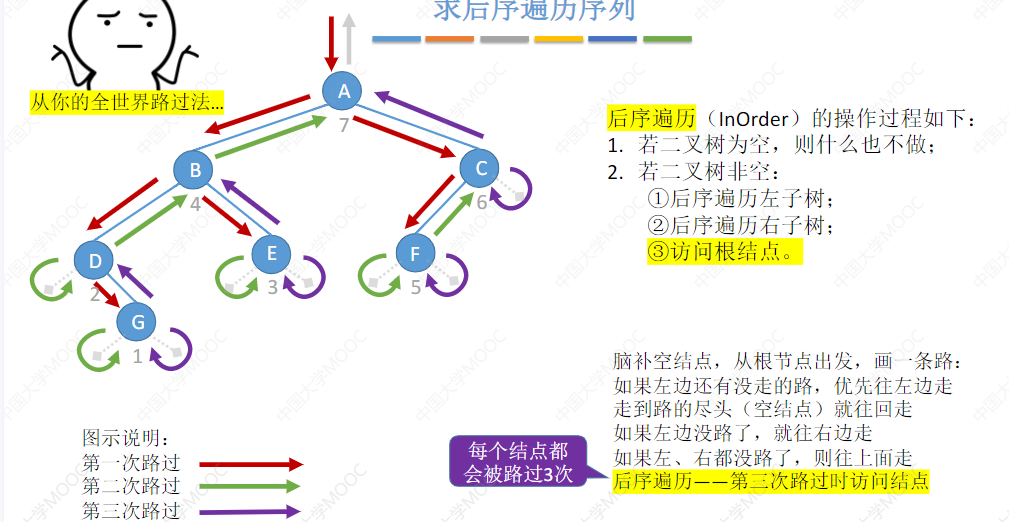 求后序遍历序列
从你的全世界路过法…
A
7
B
4
C
6
D
2
E
3
F
5
G
1
后序遍历（InOrder）的操作过程如下：
1. 若二叉树为空，则什么也不做；
2. 若二叉树非空：
①后序遍历左子树；
②后序遍历右子树；
③访问根结点。
脑补空结点，从根节点出发，画一条路：
如果左边还有没走的路，优先往左边走
走到路的尽头（空结点）就往回走
如果左边没路了，就往右边走
如果左、右都没路了，则往上面走
后序遍历——第三次路过时访问结点
每个结点都
会被路过3次
图示说明：
第一次路过
第二次路过
第三次路过
中国大学MOOC